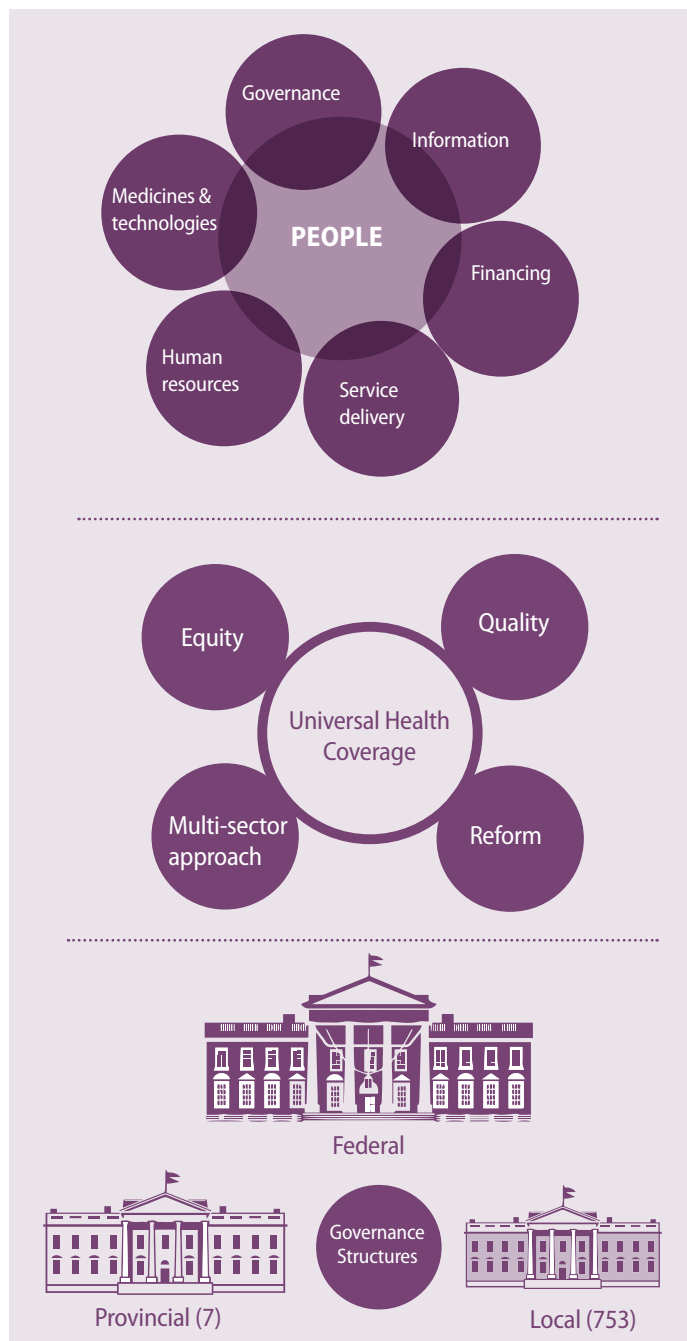 Governance
Information
Medicines &
technologies
PEOPLE
Financing
Human
resources
Service
delivery
Equity
Quality
Universal Health
Coverage
Multi-sector
approach
Reform
Federal
Governance
Structures
Provincial (7)
Local (753)